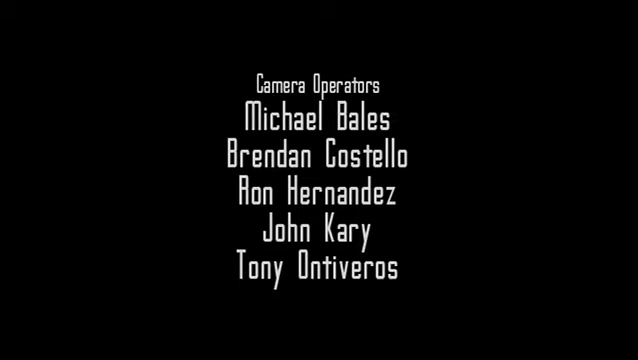 Camera Operators
Michael Bales
Brendan Costello
Ron Hernandez
John Kary
Tony Ontiveros